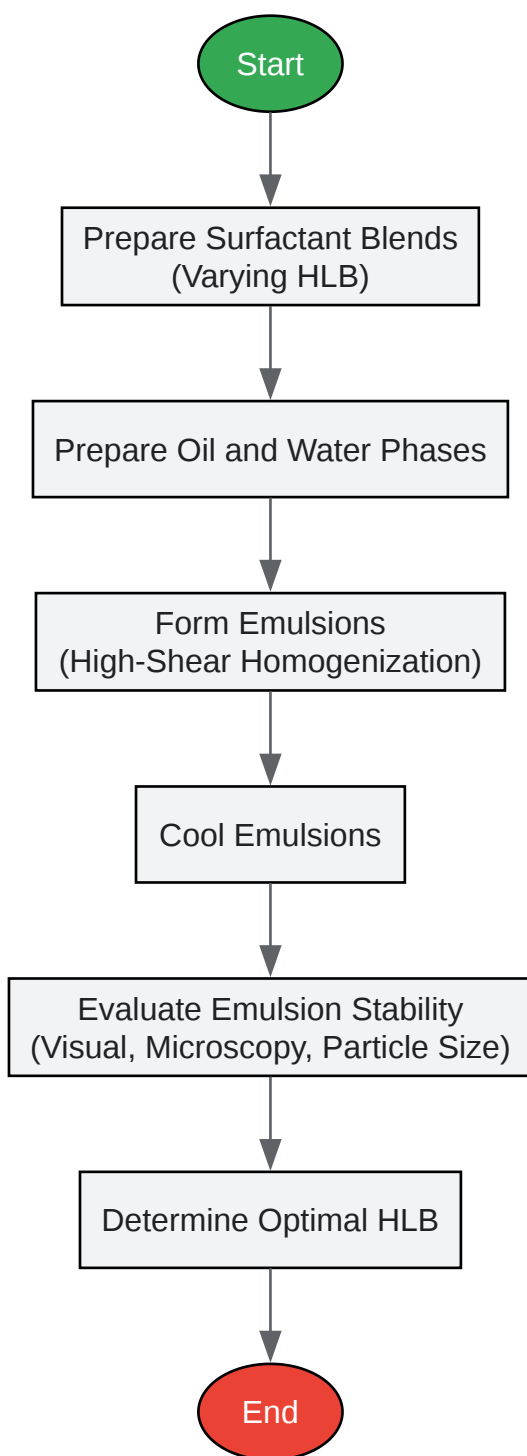 Start
Prepare Surfactant Blends
(Varying HLB)
Prepare Oil and Water Phases
Form Emulsions
(High-Shear Homogenization)
Cool Emulsions
Evaluate Emulsion Stability
(Visual, Microscopy, Particle Size)
Determine Optimal HLB
End